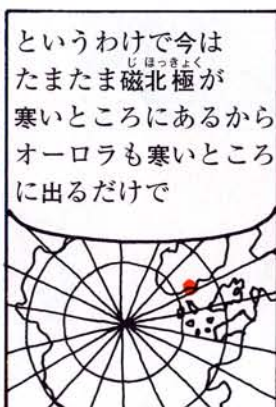 というわけで今は
たまたま磁北極が
寒いところにあるから
オーロラも寒いところ
に出るだけで